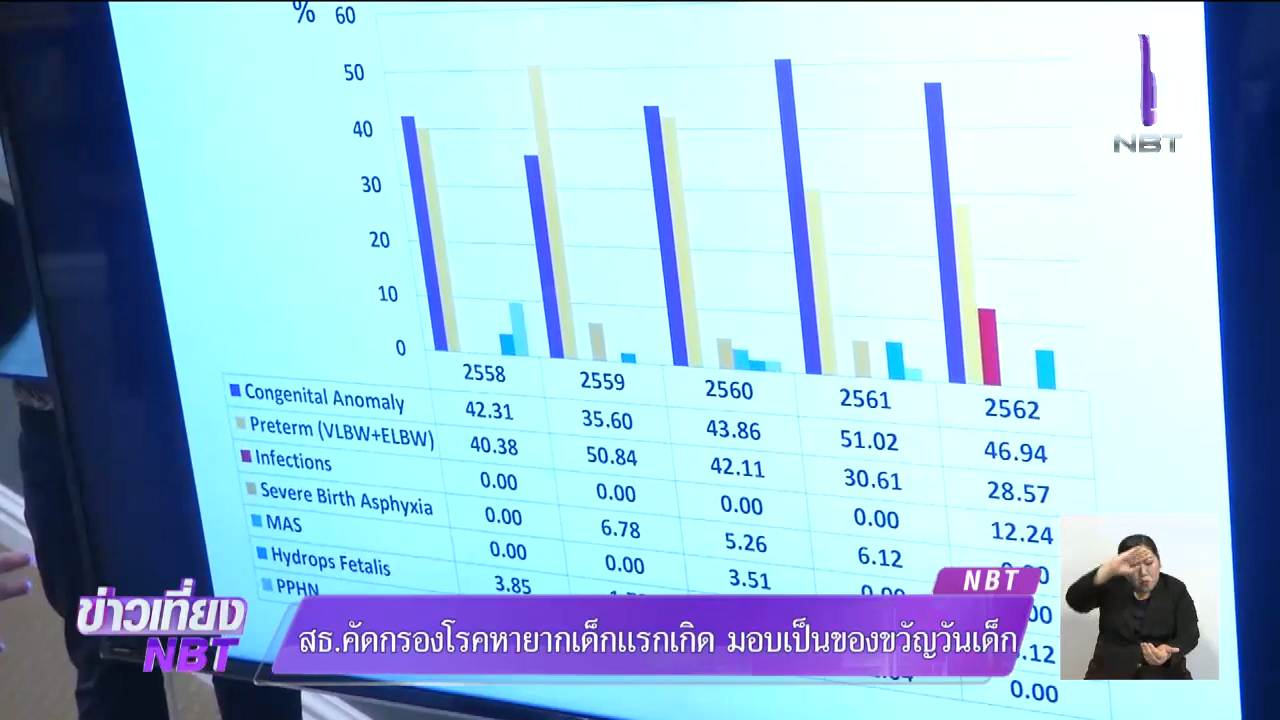 % 60
50
40
30
20
10
0
NBT
2558 2559 2560 2561 2562
Congenital Anomaly 42.31 35.60 43.86 51.02 46.94
Preterm (VLBW+ELBW) 40.38 50.84 42.11 30.61 28.57
Infections 0.00 0.00 0.00 0.00 12.24
Severe Birth Asphyxia 0.00 6.78 5.26 6.12
MAS 0.00 0.00 3.51
Hydrops Fetalis 3.85
PPHN 0.00
NBT
ข่าวเที่ยง
NBT
สธ.คัดกรองโรคหายากเด็กแรกเกิด มอบเป็นของขวัญวันเด็ก